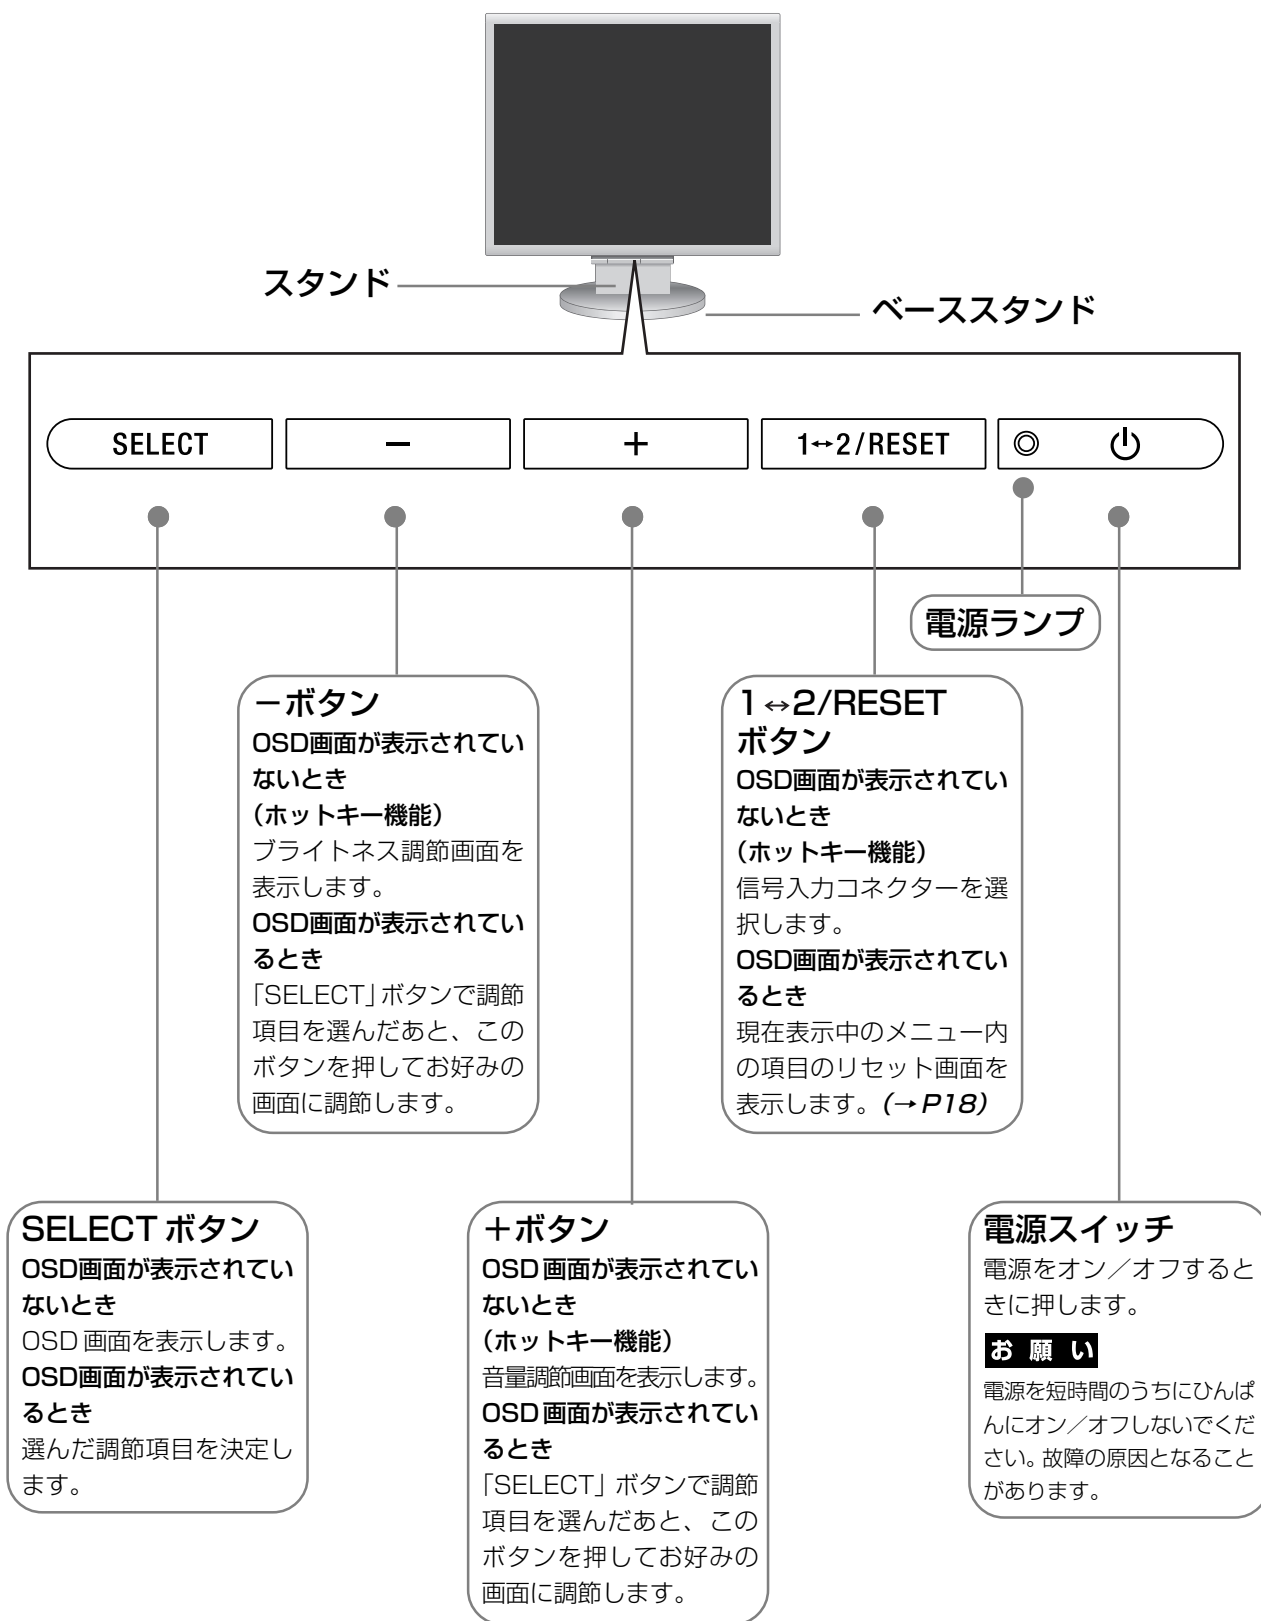 スタンド
ベーススタンド
SELECT
−
+
1↔2/RESET
電源ランプ
−ボタン
OSD画面が表示されてい
ないとき
(ホットキー機能)
ブライトネス調節画面を
表示します。
OSD画面が表示されてい
るとき
「SELECT」ボタンで調節
項目を選んだあと、この
ボタンを押してお好みの
画面に調節します。
1↔2/RESET
ボタン
OSD画面が表示されてい
ないとき
(ホットキー機能)
信号入力コネクターを選
択します。
OSD画面が表示されてい
るとき
現在表示中のメニュー内
の項目のリセット画面を
表示します。(→P18)
SELECT ボタン
OSD画面が表示されてい
ないとき
OSD 画面を表示します。
OSD画面が表示されてい
るとき
選んだ調節項目を決定し
ます。
+ボタン
OSD 画面が表示されてい
ないとき
(ホットキー機能)
音量調節画面を表示します。
OSD 画面が表示されてい
るとき
「SELECT」ボタンで調節
項目を選んだあと、この
ボタンを押してお好みの
画面に調節します。
電源スイッチ
電源をオン/オフすると
きに押します。
お願い
電源を短時間のうちにひんぱ
んにオン/オフしないでくだ
さい。故障の原因となること
があります。